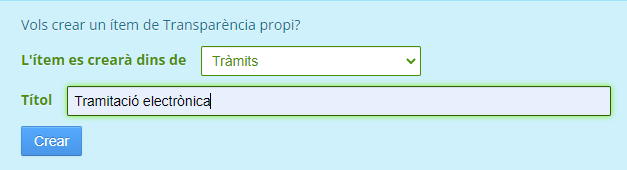 Vols crear un ítem de Transparència propi?
L'ítem es crearà dins de Tràmits
Títol Tramitació electrònica
Crear